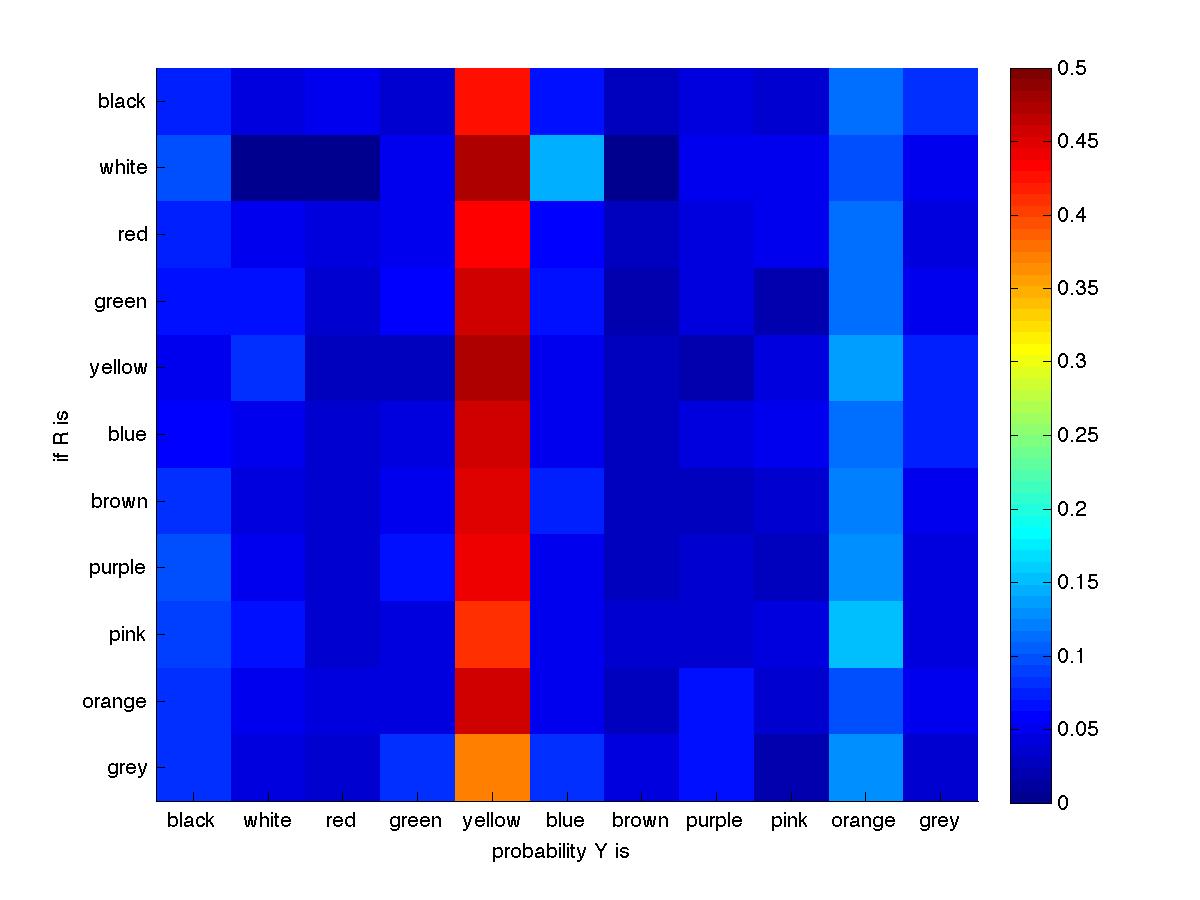 black
white
red
green
yellow
blue
brown
purple
pink
orange
grey
if R is
black white red green yellow blue brown purple pink orange grey
probability Y is
0.5
0.45
0.4
0.35
0.3
0.25
0.2
0.15
0.1
0.05
0